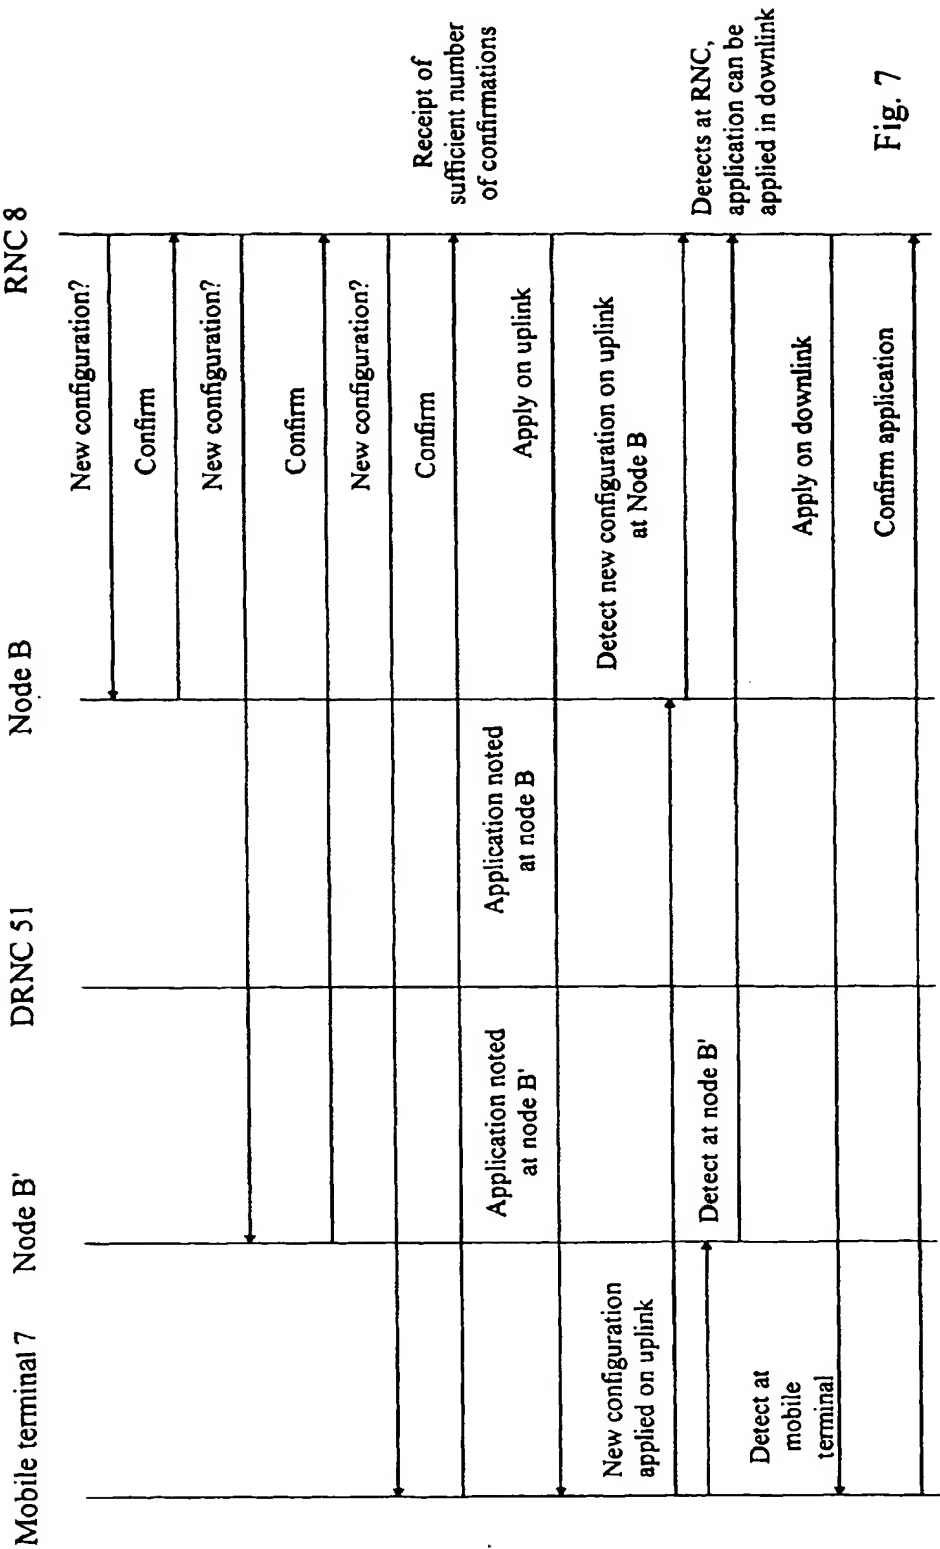 Mobile terminal 7
Node B'
DRNC 51
Node B
RNC 8
New configuration?
Confirm
New configuration?
Confirm
New configuration?
Confirm
Receipt of
sufficient number
of confirmations
Apply on uplink
Application noted
at node B
Application noted
at node B'
New configuration
applied on uplink
Detect new configuration on uplink
at Node B
Detect at node B'
Detects at RNC,
application can be
applied in downlink
Apply on downlink
Detect at
mobile
terminal
Confirm application
Fig. 7